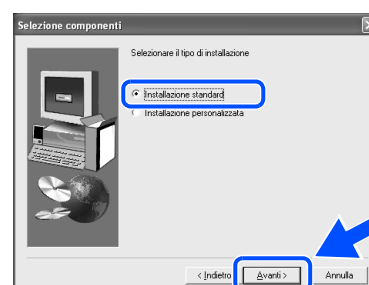 Selezione componenti
Selezionare il tipo di installazione
Installazione standard
Installazione personalizzata
< Indietro
Avanti >
Annulla